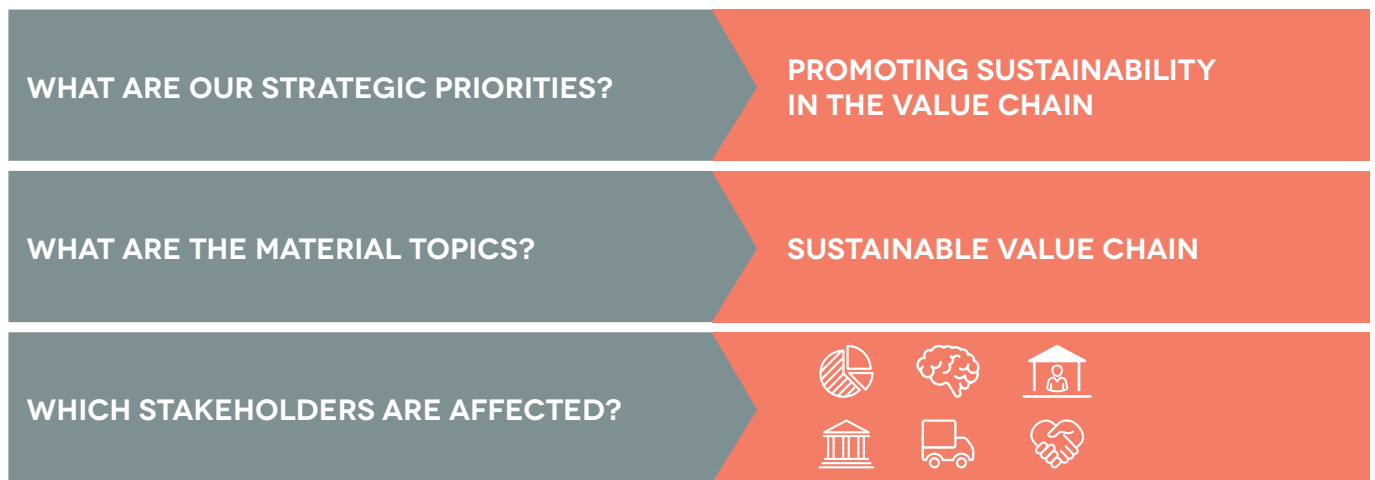 WHAT ARE OUR STRATEGIC PRIORITIES?
PROMOTING SUSTAINABILITY
IN THE VALUE CHAIN
WHAT ARE THE MATERIAL TOPICS?
SUSTAINABLE VALUE CHAIN
WHICH STAKEHOLDERS ARE AFFECTED?